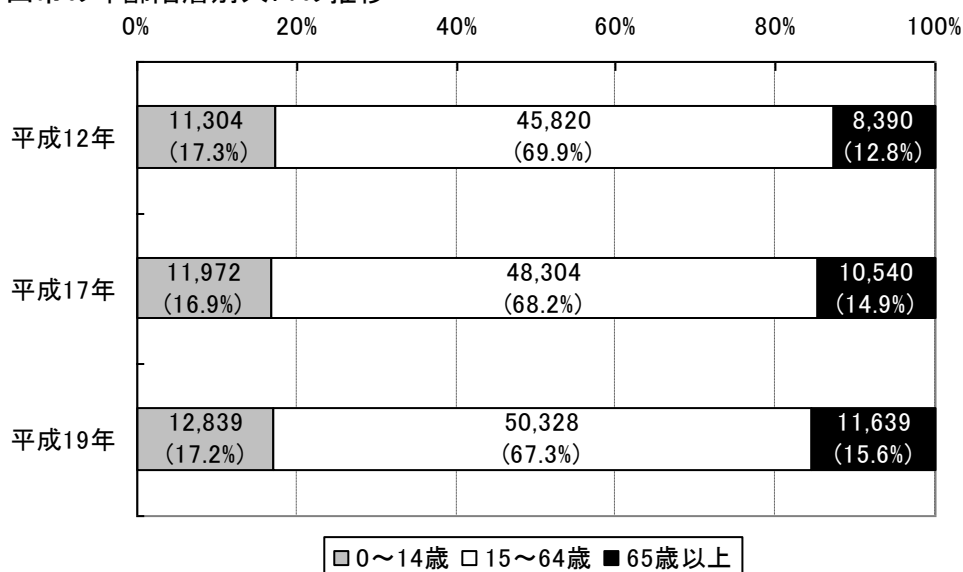 0% 20% 40% 60% 80% 100%
平成12年
11,304 45,820 8,390
(17.3%) (69.9%) (12.8%)
平成17年
11,972 48,304 10,540
(16.9%) (68.2%) (14.9%)
平成19年
12,839 50,328 11,639
(17.2%) (67.3%) (15.6%)
0～14歳 15～64歳 65歳以上